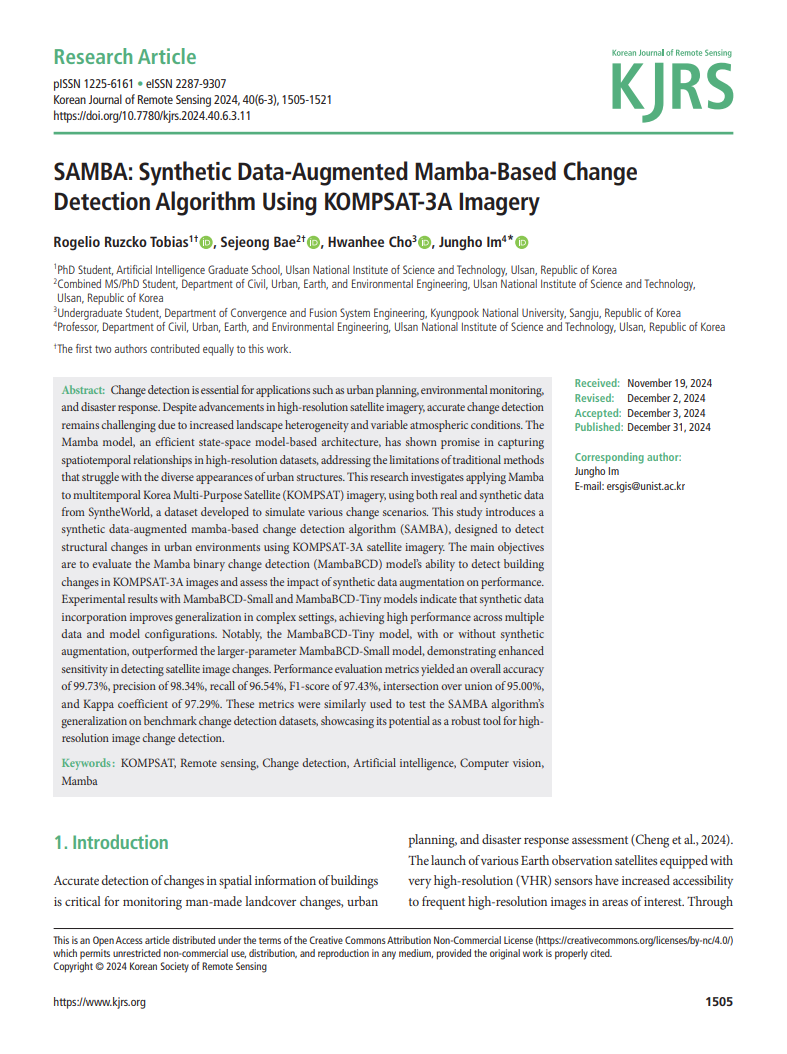 Research Article
pISSN 1225-6161 • eISSN 2287-9307
Korean Journal of Remote Sensing 2024, 40(6-3), 1505-1521
https://doi.org/10.7780/kjrs.2024.40.6.3.11
Korean Journal of Remote Sensing
KJRS
SAMBA: Synthetic Data-Augmented Mamba-Based Change
Detection Algorithm Using KOMPSAT-3A Imagery
Rogelio Ruzcko Tobias1† iD, Sejeong Bae2† iD, Hwanhee Cho3 iD, Jungho Im4* iD
1PhD Student, Artificial Intelligence Graduate School, Ulsan National Institute of Science and Technology, Ulsan, Republic of Korea
2Combined MS/PhD Student, Department of Civil, Urban, Earth, and Environmental Engineering, Ulsan National Institute of Science and Technology,
Ulsan, Republic of Korea
3Undergraduate Student, Department of Convergence and Fusion System Engineering, Kyungpook National University, Sangju, Republic of Korea
4Professor, Department of Civil, Urban, Earth, and Environmental Engineering, Ulsan National Institute of Science and Technology, Ulsan, Republic of Korea
†The first two authors contributed equally to this work.
Abstract: Change detection is essential for applications such as urban planning, environmental monitoring,
and disaster response. Despite advancements in high-resolution satellite imagery, accurate change detection
remains challenging due to increased landscape heterogeneity and variable atmospheric conditions. The
Mamba model, an efficient state-space model-based architecture, has shown promise in capturing
spatiotemporal relationships in high-resolution datasets, addressing the limitations of traditional methods
that struggle with the diverse appearances of urban structures. This research investigates applying Mamba
to multitemporal Korea Multi-Purpose Satellite (KOMPSAT) imagery, using both real and synthetic data
from SyntheWorld, a dataset developed to simulate various change scenarios. This study introduces a
synthetic data-augmented mamba-based change detection algorithm (SAMBA), designed to detect
structural changes in urban environments using KOMPSAT-3A satellite imagery. The main objectives
are to evaluate the Mamba binary change detection (MambaBCD) model's ability to detect building
changes in KOMPSAT-3A images and assess the impact of synthetic data augmentation on performance.
Experimental results with MambaBCD-Small and MambaBCD-Tiny models indicate that synthetic data
incorporation improves generalization in complex settings, achieving high performance across multiple
data and model configurations. Notably, the MambaBCD-Tiny model, with or without synthetic
augmentation, outperformed the larger-parameter MambaBCD-Small model, demonstrating enhanced
sensitivity in detecting satellite image changes. Performance evaluation metrics yielded an overall accuracy
of 99.73%, precision of 98.34%, recall of 96.54%, F1-score of 97.43%, intersection over union of 95.00%,
and Kappa coefficient of 97.29%. These metrics were similarly used to test the SAMBA algorithm's
generalization on benchmark change detection datasets, showcasing its potential as a robust tool for high-
resolution image change detection.
Keywords: KOMPSAT, Remote sensing, Change detection, Artificial intelligence, Computer vision,
Mamba
Received: November 19, 2024
Revised: December 2, 2024
Accepted: December 3, 2024
Published: December 31, 2024
Corresponding author:
Jungho Im
E-mail: ersgis@unist.ac.kr
1. Introduction
Accurate detection of changes in spatial information of buildings
is critical for monitoring man-made landcover changes, urban
planning, and disaster response assessment (Cheng et al., 2024).
The launch of various Earth observation satellites equipped with
very high-resolution (VHR) sensors have increased accessibility
to frequent high-resolution images in areas of interest. Through
This is an Open Access article distributed under the terms of the Creative Commons Attribution Non-Commercial License (https://creativecommons.org/licenses/by-nc/4.0/)
which permits unrestricted non-commercial use, distribution, and reproduction in any medium, provided the original work is properly cited.
Copyright © 2024 Korean Society of Remote Sensing
https://www.kjrs.org
1505